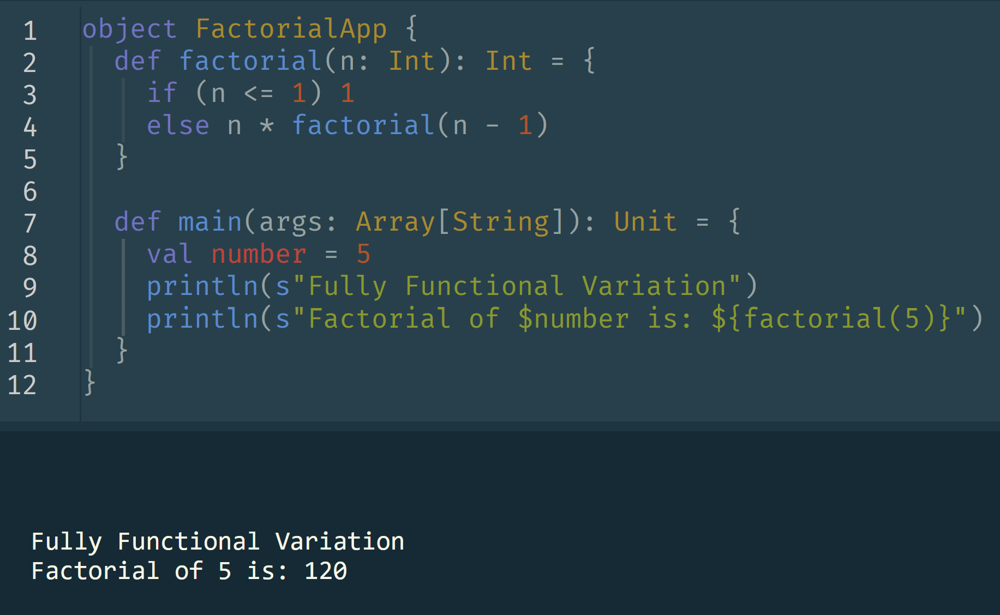 1 object FactorialApp {
2   def factorial(n: Int): Int = {
3     if (n <= 1) 1
4     else n * factorial(n - 1)
5   }
6
7   def main(args: Array[String]): Unit = {
8     val number = 5
9     println(s"Fully Functional Variation")
10     println(s"Factorial of $number is: ${factorial(5)}")
11   }
12 }
Fully Functional Variation
Factorial of 5 is: 120